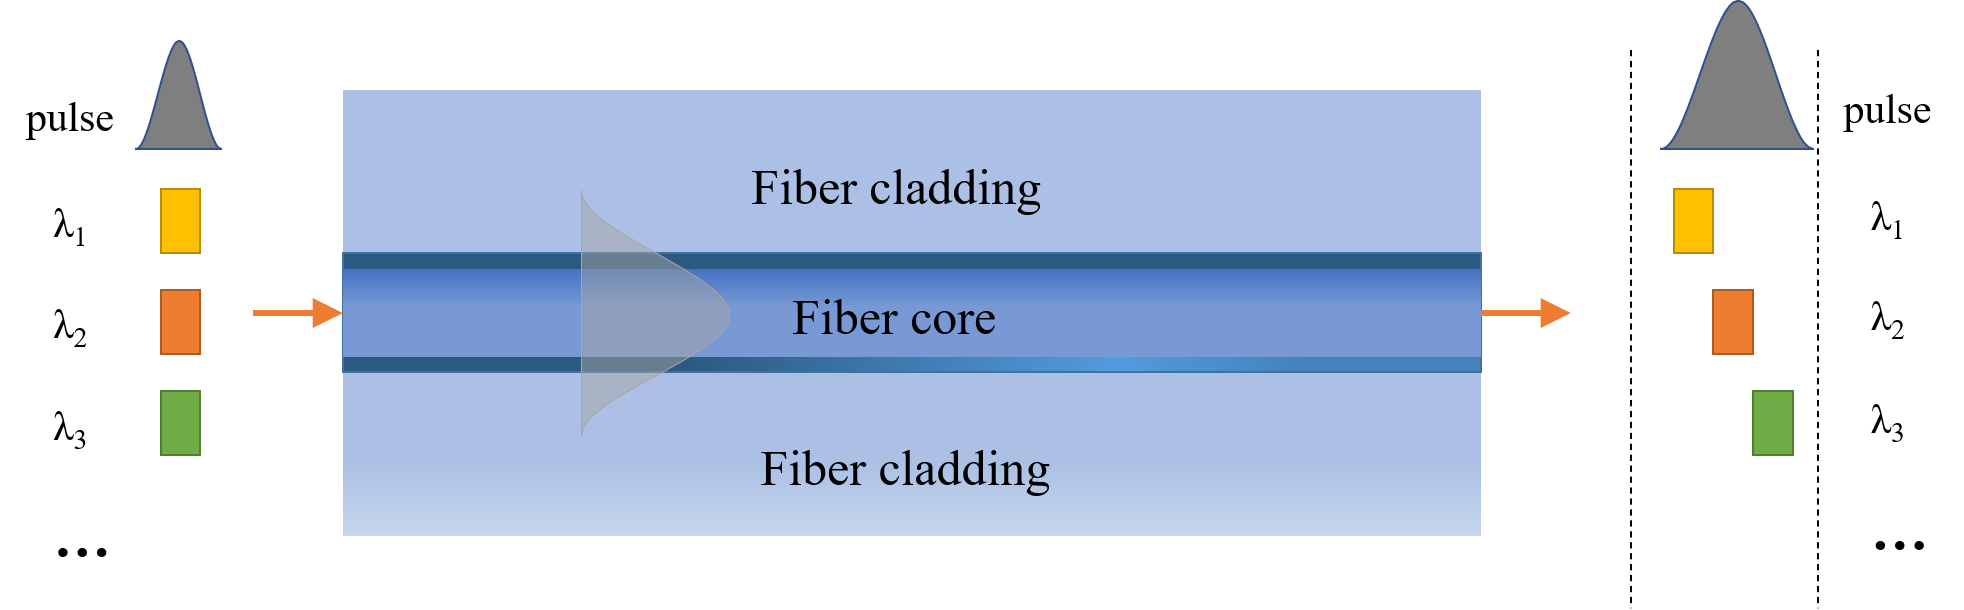 pulse
λ1
λ2
λ3
...
Fiber cladding
Fiber core
Fiber cladding
pulse
λ1
λ2
λ3
...